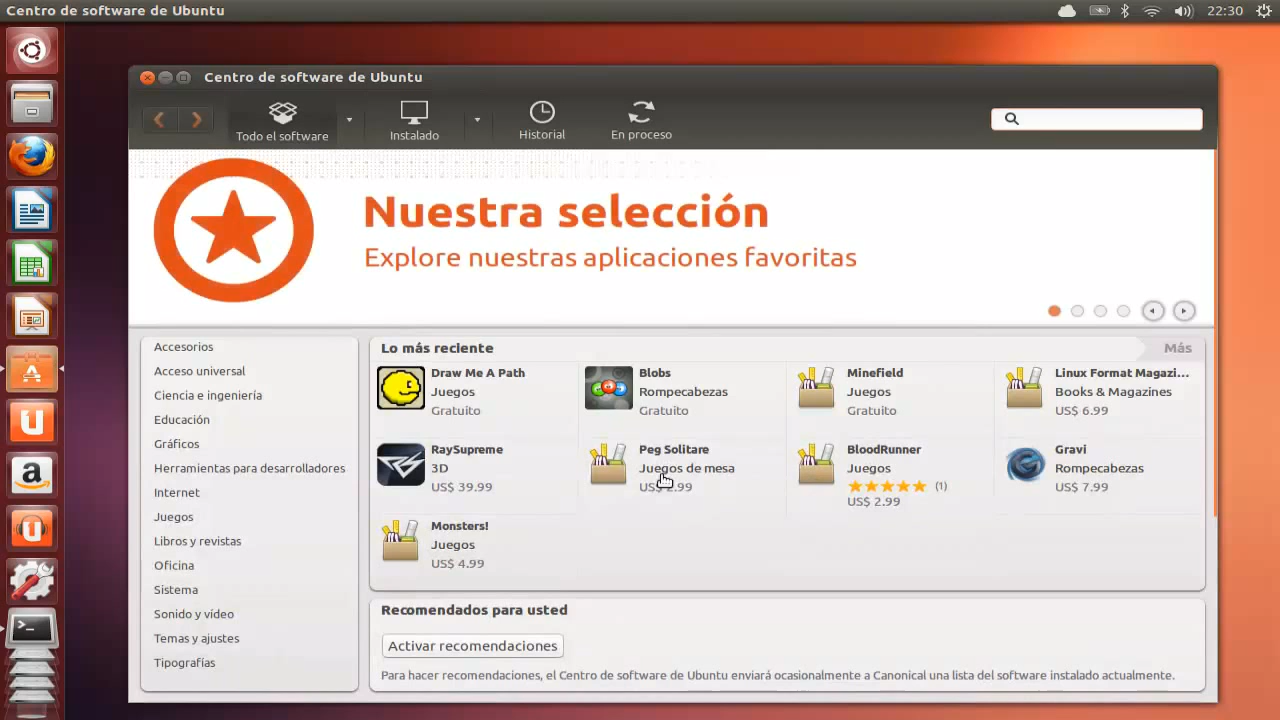 Centro de software de Ubuntu
22:30
Centro de software de Ubuntu
Todo el software
Instalado
Historial
En proceso
Nuestra selección
Explore nuestras aplicaciones favoritas
Accesorios
Acceso universal
Ciencia e ingeniería
Educación
Gráficos
Herramientas para desarrolladores
Internet
Juegos
Libros y revistas
Oficina
Sistema
Sonido y vídeo
Temas y ajustes
Tipografías
Lo más reciente
Más
Draw Me A Path
Juegos
Gratuito
Blobs
Rompecabezas
Gratuito
Minefield
Juegos
Gratuito
Linux Format Magazi...
Books & Magazines
US$ 6.99
RaySupreme
3D
US$ 39.99
Peg Solitare
Juegos de mesa
US$ 2.99
BloodRunner
Juegos
(1)
US$ 2.99
Gravi
Rompecabezas
US$ 7.99
Monsters!
Juegos
US$ 4.99
Recomendados para usted
Activar recomendaciones
Para hacer recomendaciones, el Centro de software de Ubuntu enviará ocasionalmente a Canonical una lista del software instalado actualmente.